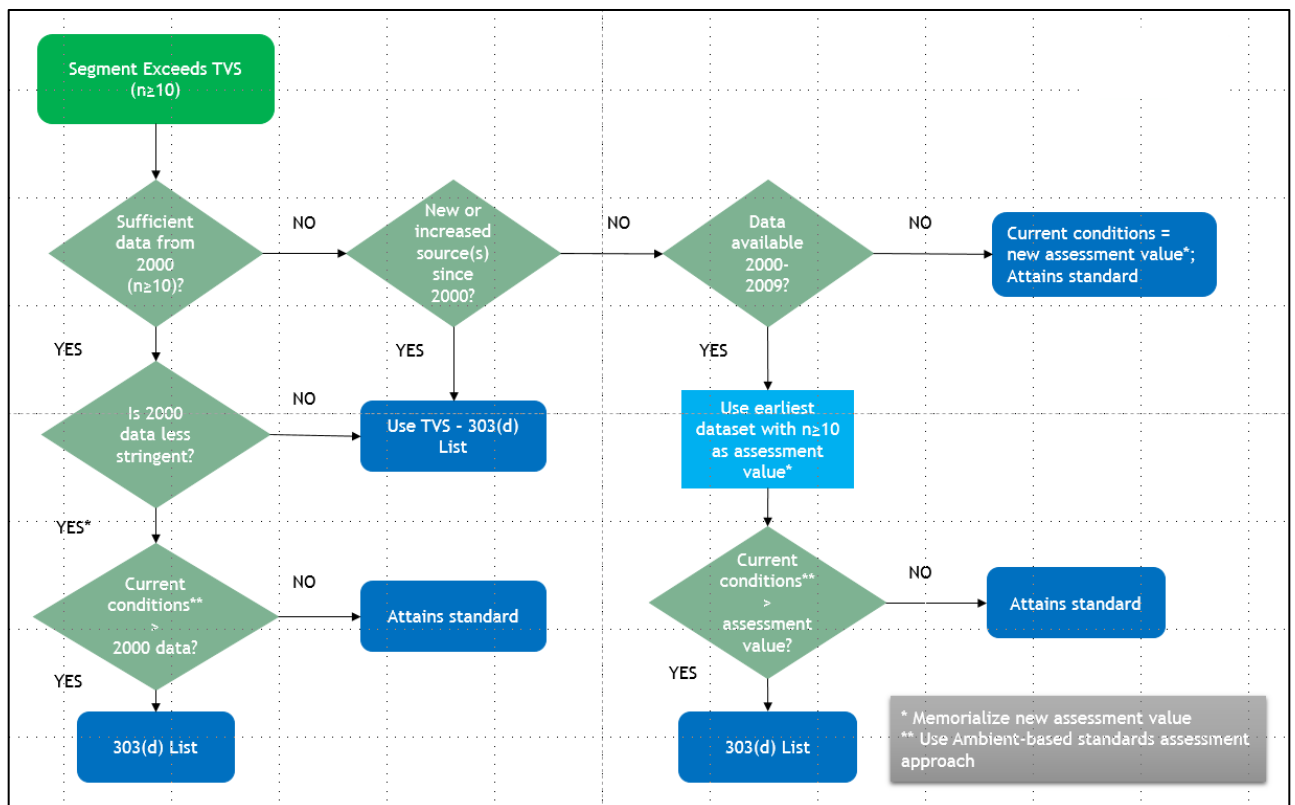 Segment Exceeds TVS
(n≥10)
Sufficient
data from
2000
(n≥10)?
NO
New or
increased
source(s)
since
2000?
NO
Data
available
2000-
2009?
NO
Current conditions =
new assessment value*;
Attains standard
YES
YES
YES
Is 2000
data less
stringent?
NO
Use TVS – 303(d)
List
Use earliest
dataset with n≥10
as assessment
value*
YES*
Current
conditions**
>
2000 data?
NO
Attains standard
Current
conditions**
>
assessment
value?
NO
Attains standard
YES
YES
303(d) List
303(d) List
* Memorialize new assessment value
** Use Ambient-based standards assessment
approach